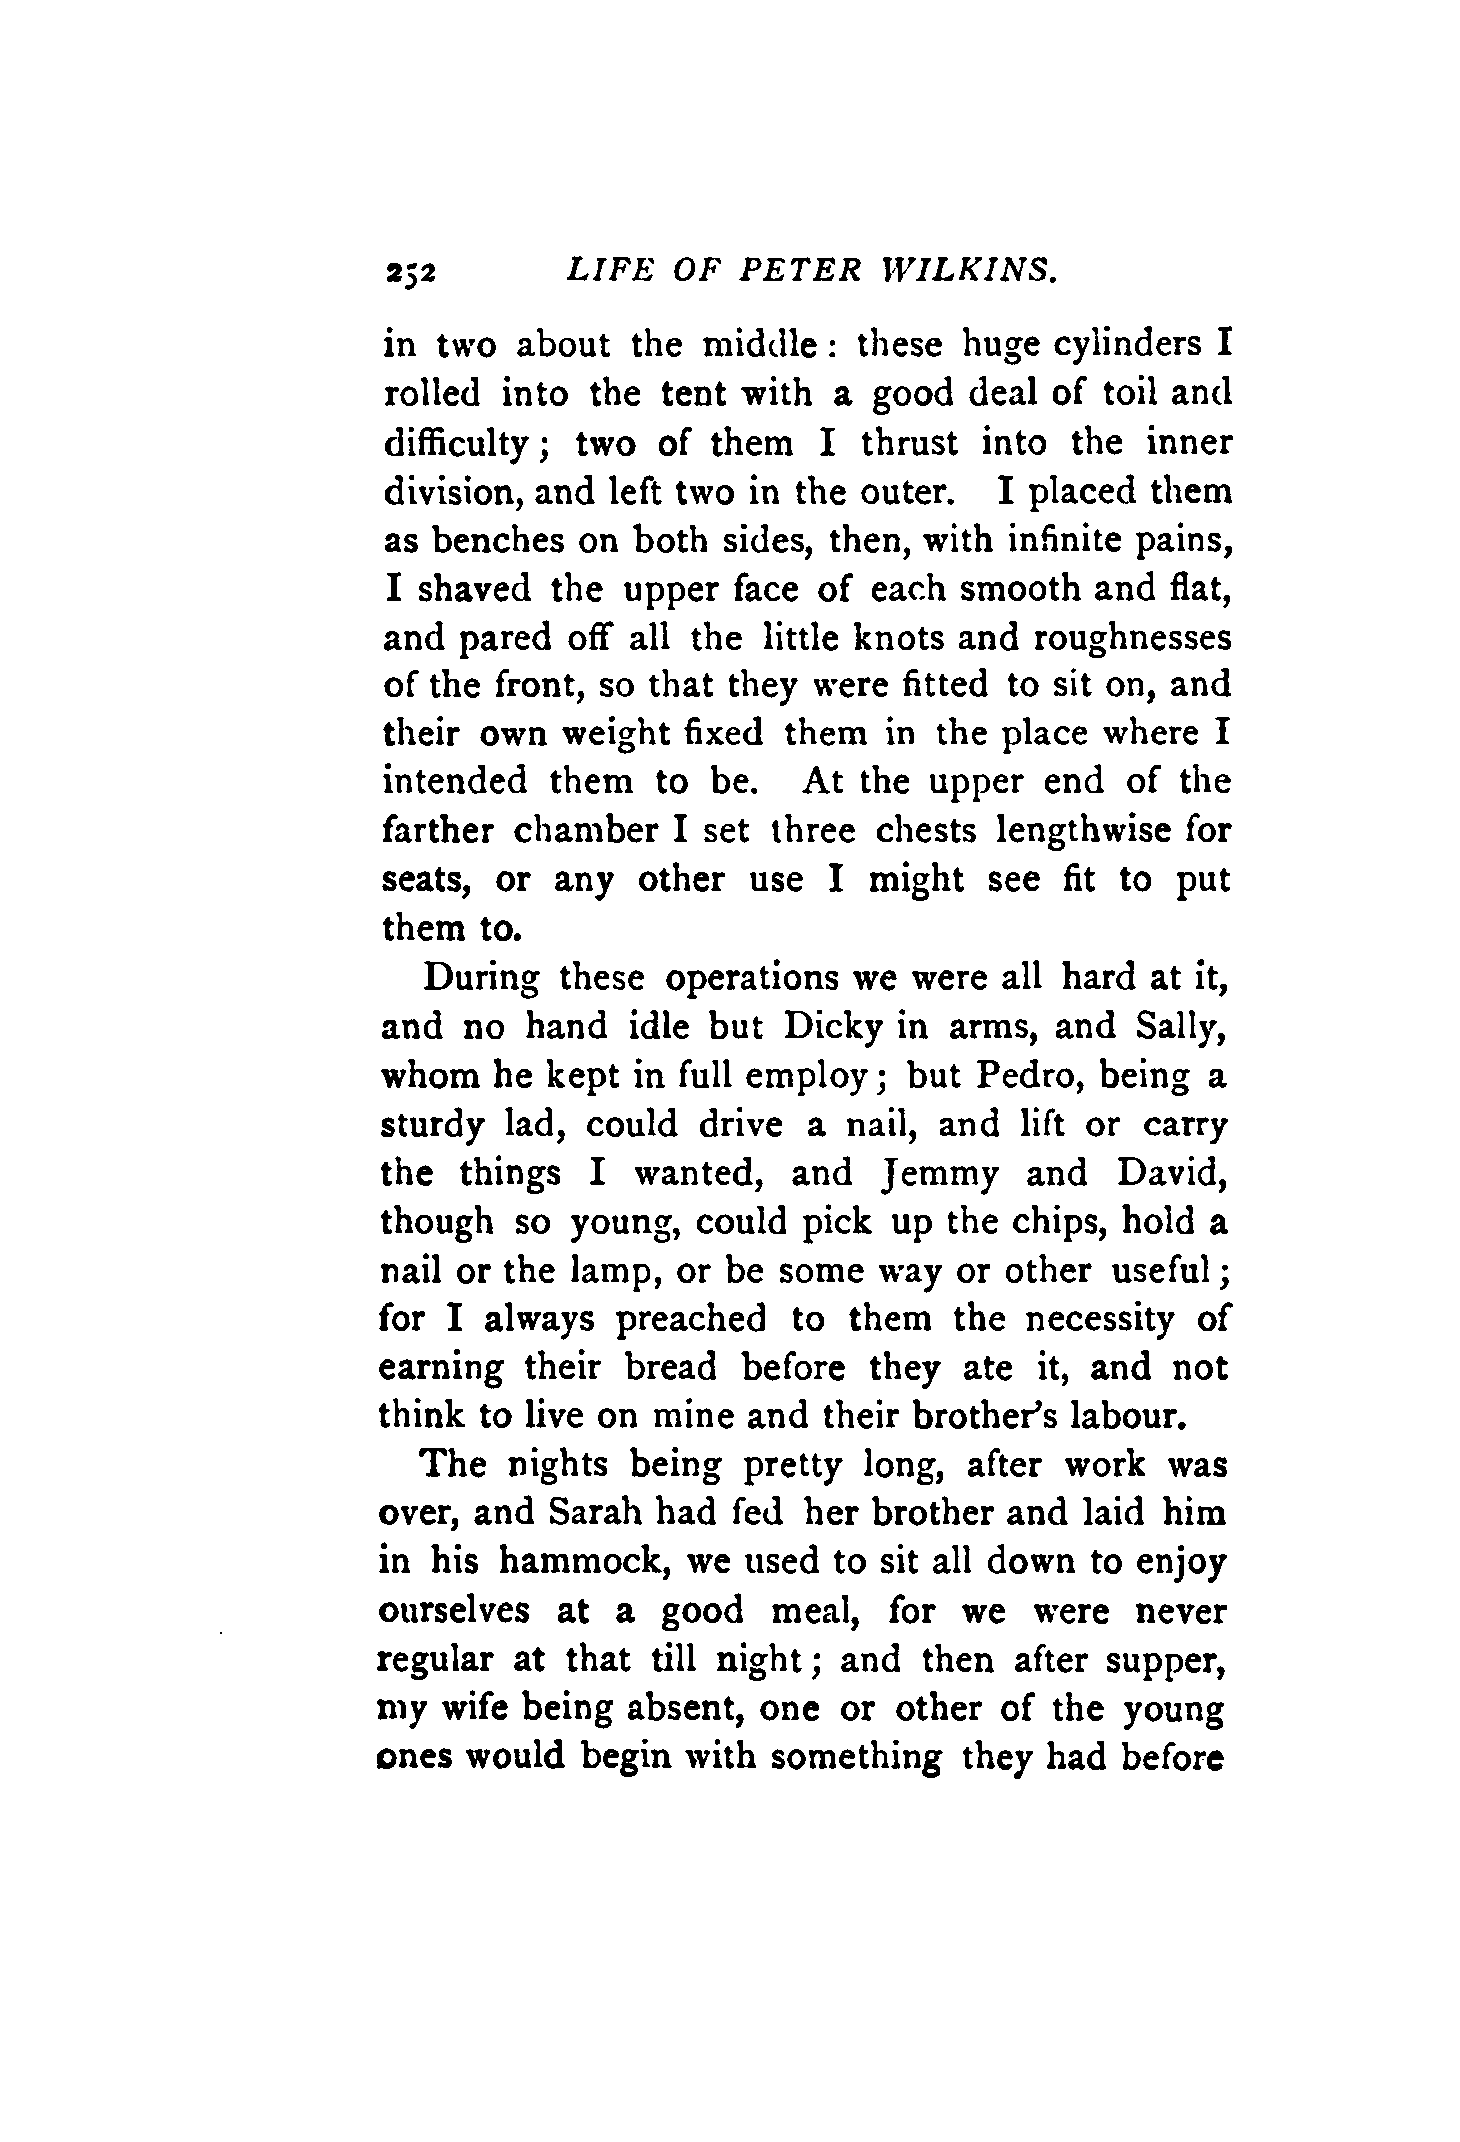 252 LIFE OF PETER WILKINS.
in two about the middle : these huge cylinders I
rolled into the tent with a good deal of toil and
difficulty ; two of them I thrust into the inner
division, and left two in the outer. I placed them
as benches on both sides, then, with infinite pains,
I shaved the upper face of each smooth and flat,
and pared off all the little knots and roughnesses
of the front, so that they were fitted to sit on, and
their own weight fixed them in the place where I
intended them to be. At the upper end of the
farther chamber I set three chests lengthwise for
seats, or any other use I might see fit to put
them to.
During these operations we were all hard at it,
and no hand idle but Dicky in arms, and Sally,
whom he kept in full employ ; but Pedro, being a
sturdy lad, could drive a nail, and lift or carry
the things I wanted, and Jemmy and David,
though so young, could pick up the chips, hold a
nail or the lamp, or be some way or other useful ;
for I always preached to them the necessity of
earning their bread before they ate it, and not
think to live on mine and their brother's labour.
The nights being pretty long, after work was
over, and Sarah had fed her brother and laid him
in his hammock, we used to sit all down to enjoy
ourselves at a good meal, for we were never
regular at that till night ; and then after supper,
my wife being absent, one or other of the young
ones would begin with something they had before